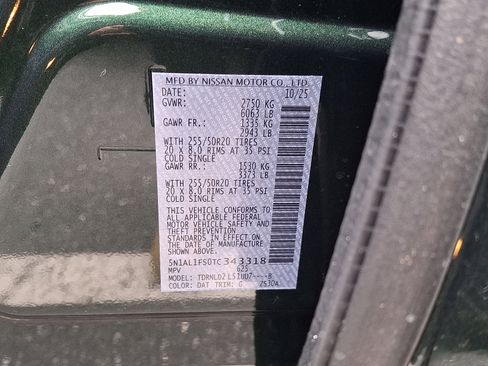 MFD BY NISSAN MOTOR CO., LTD.
DATE: 10/25
GVWR: 2750 KG
6063 LB
GAWR FR.: 1335 KG
2943 LB
WITH 255/50R20 TIRES
20 X 8.0 RIMS AT 35 PSI
COLD SINGLE
GAWR RR.: 1530 KG
3373 LB
WITH 255/50R20 TIRES
20 X 8.0 RIMS AT 35 PSI
COLD SINGLE
THIS VEHICLE CONFORMS TO
ALL APPLICABLE FEDERAL
MOTOR VEHICLE SAFETY AND
THEFT PREVENTION
STANDARDS IN EFFECT ON
THE DATE OF MANUFACTURE
SHOWN ABOVE.
5N1AL1FS0TC343318
MPV 625
MODEL:
COLOR: DAT TRIM: G